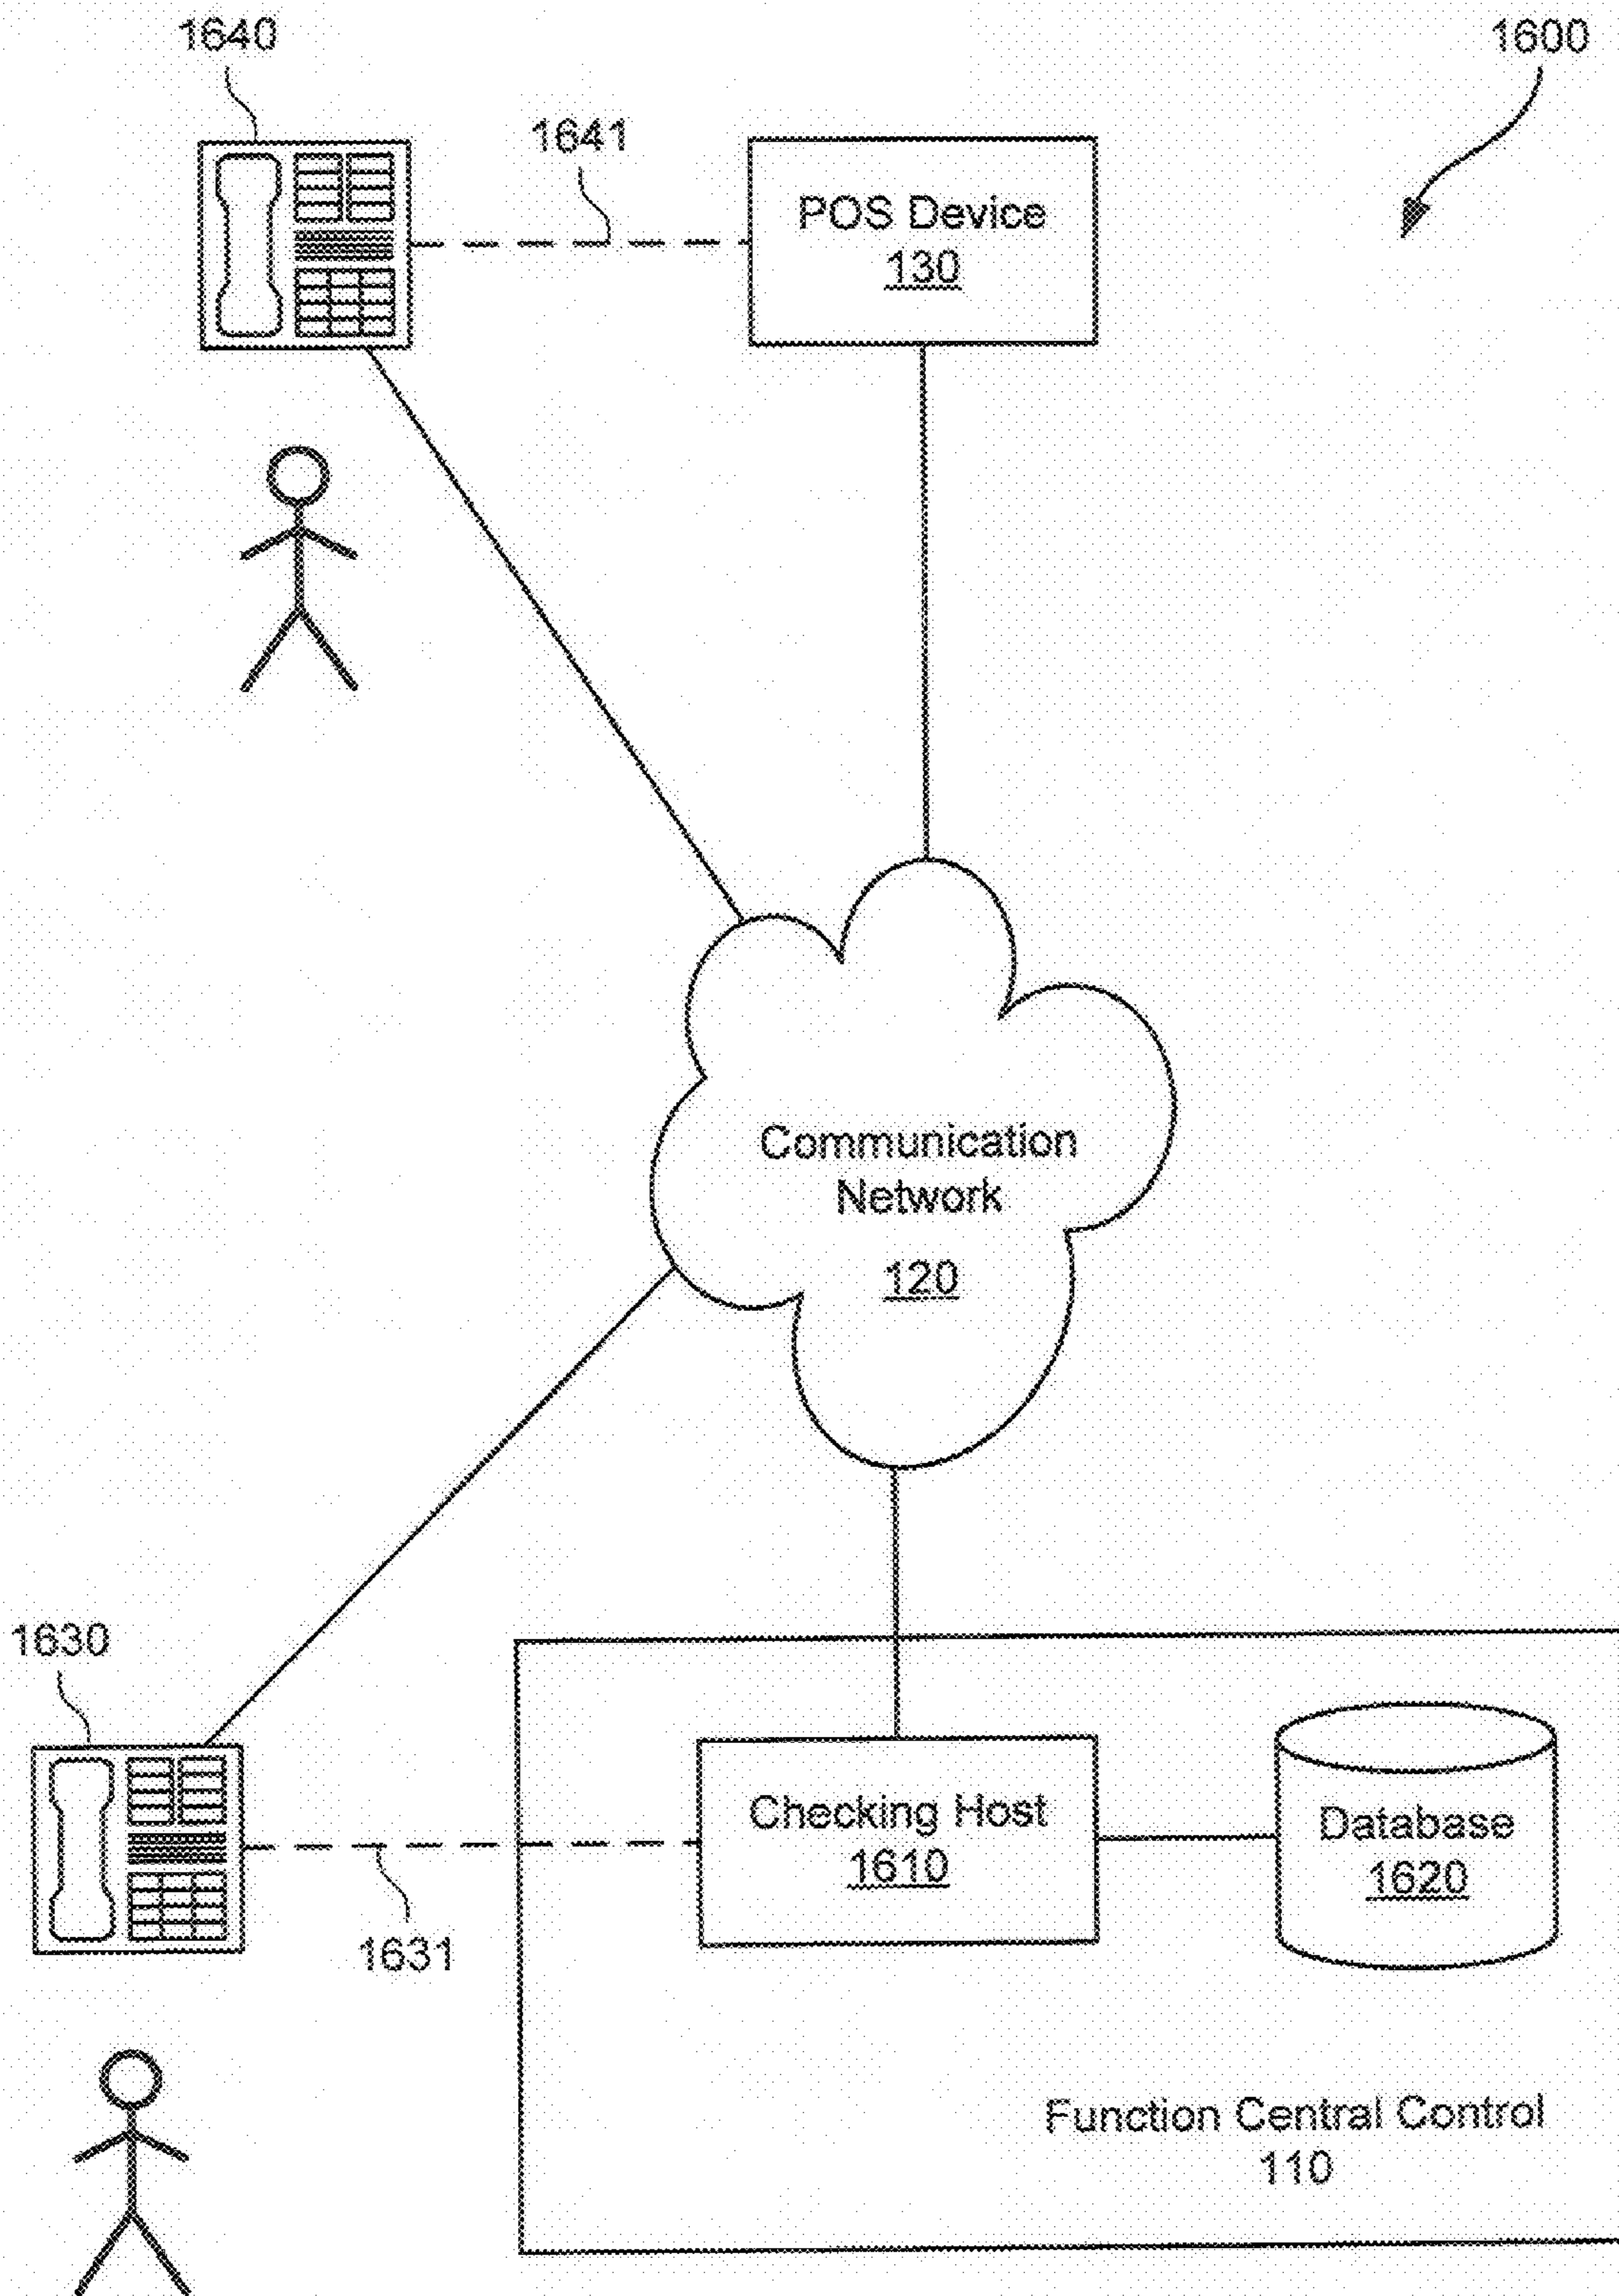 1640
1600
1641
POS Device
130
Communication
Network
120
1630
Checking Host
1610
Database
1620
1631
Function Central Control
110